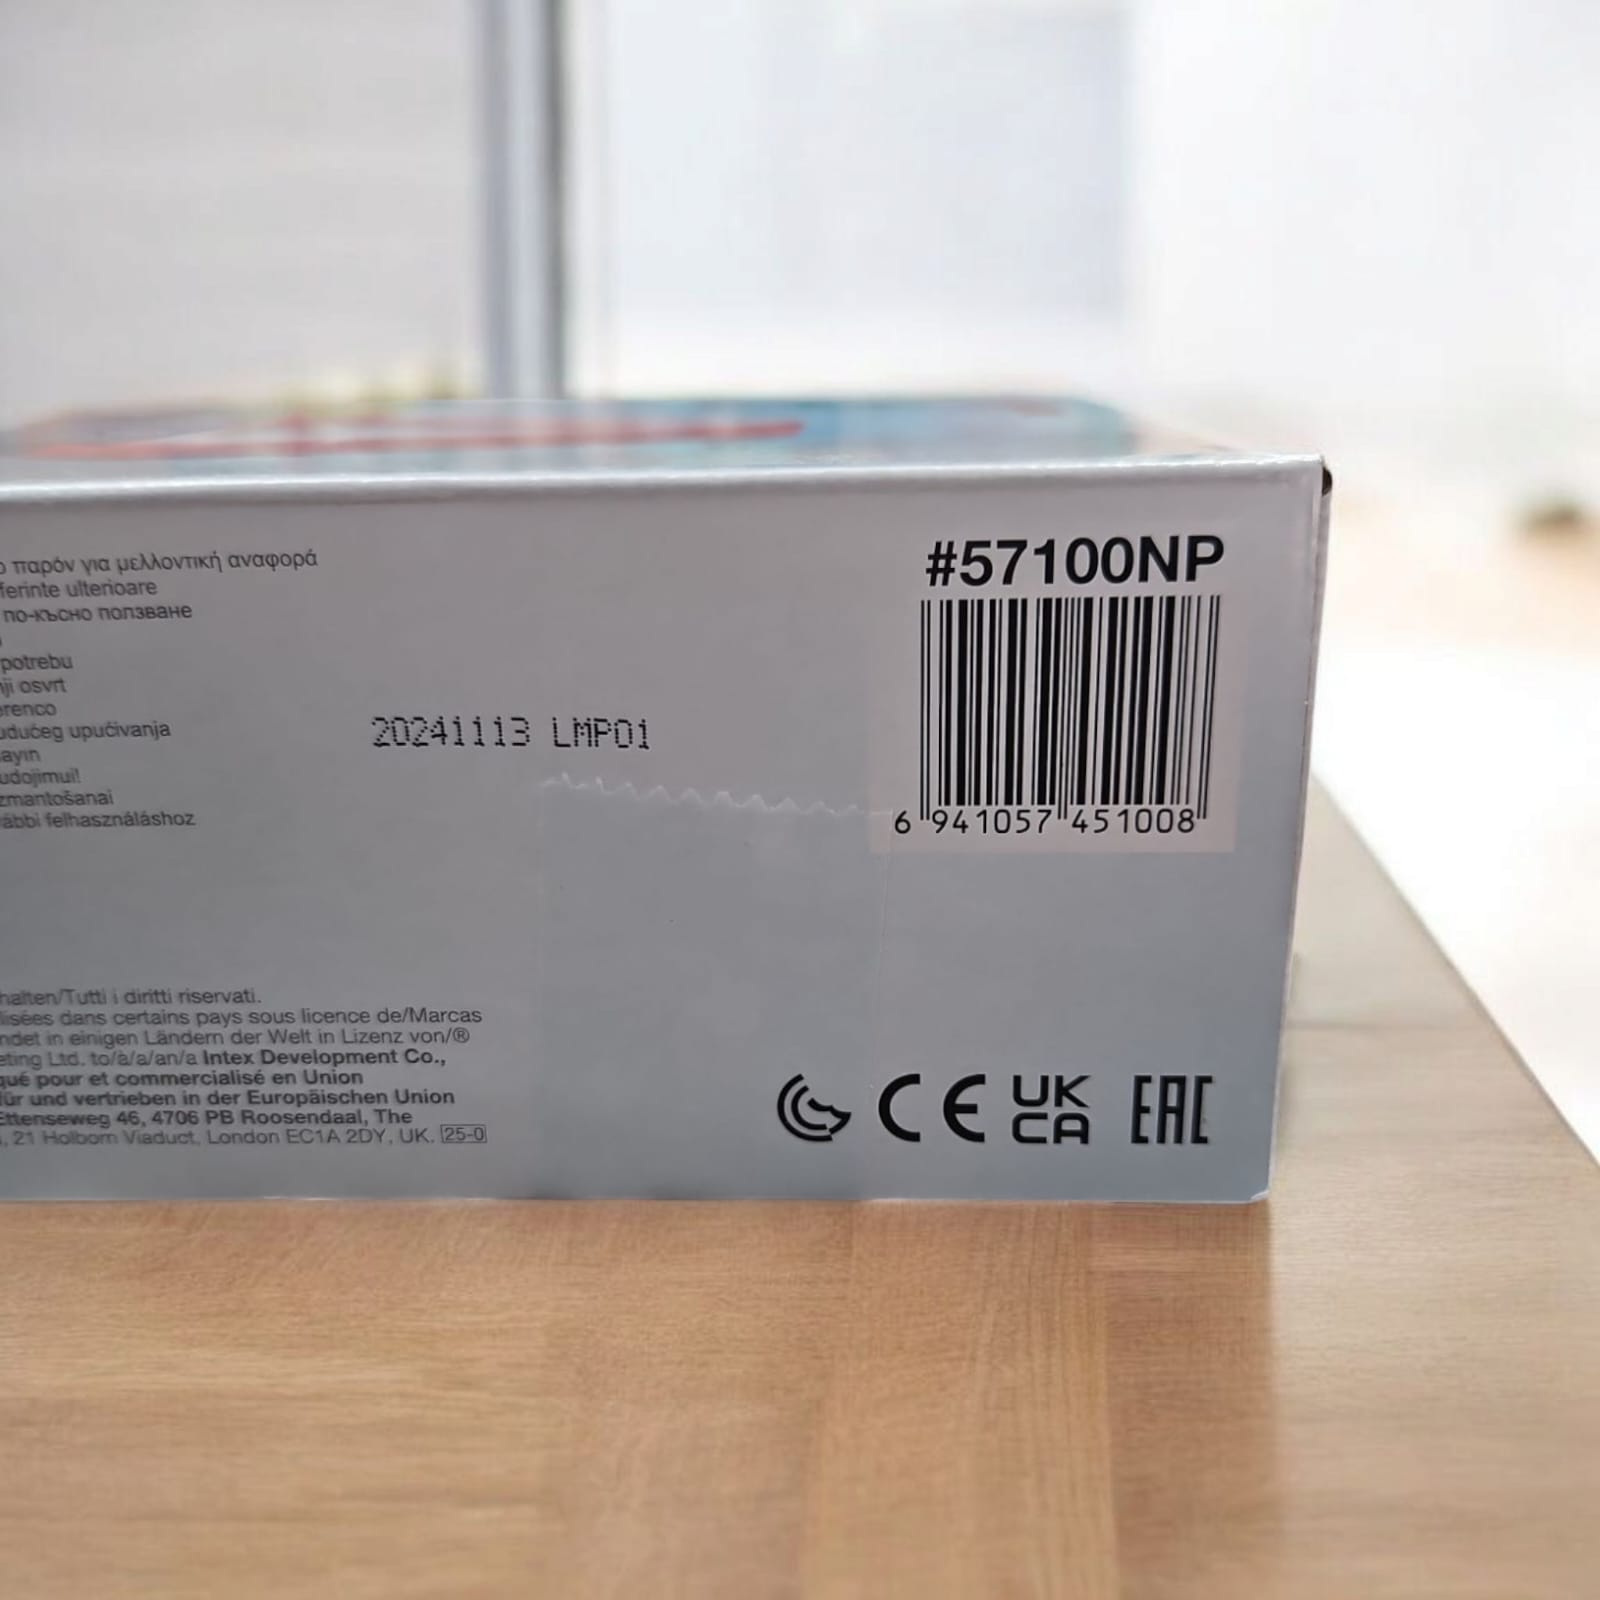 παρόν για μελλοντική αναφορά
ferinte ulterioare
по-късно ползване
potrebu
ji osvrt
erenco
udućeg upućivanja
ayın
udojimui!
zmantošanai
ábbi felhasználáshoz
20241113 LMP01
#57100NP
6 941057 451008
halten/Tutti i diritti riservati.
lisées dans certains pays sous licence de/Marcas
ndet in einigen Ländern der Welt in Lizenz von/®
eting Ltd. to/à/a/an/a Intex Development Co.,
qué pour et commercialisé en Union
für und vertrieben in der Europäischen Union
Ettenseweg 46, 4706 PB Roosendaal, The
, 21 Holborn Viaduct, London EC1A 2DY, UK. 25-0
CE UK CA EAC